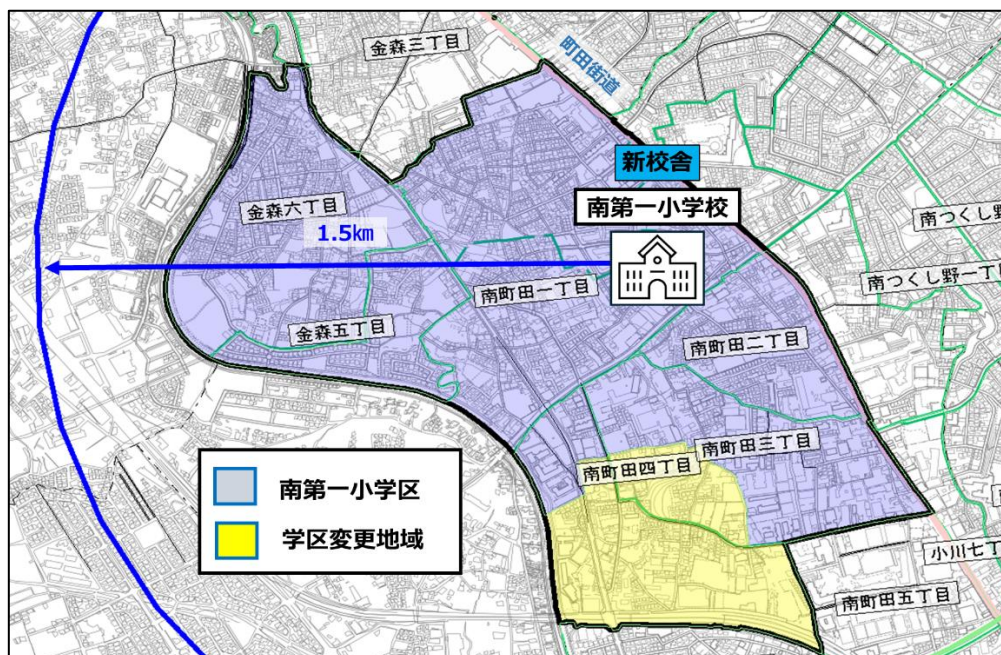 金森三丁目
町田街道
新校舎
南第一小学校
金森六丁目
1.5㎞
南つくし野
南つくし野一丁目
南町田一丁目
金森五丁目
南町田二丁目
南町田三丁目
南町田四丁目
南第一小学区
学区変更地域
小川七丁
南町田五丁目